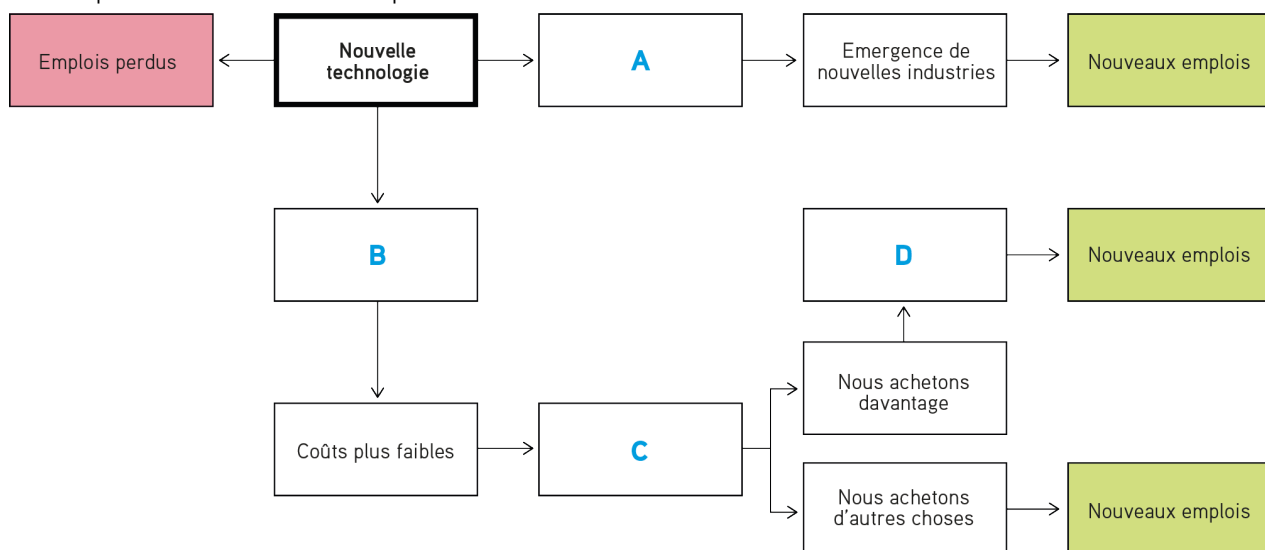 Emplois perdus
Nouvelle
technologie
A
Emergence de
nouvelles industries
Nouveaux emplois
B
D
Nouveaux emplois
Nous achetons
davantage
Coûts plus faibles
C
Nous achetons
d'autres choses
Nouveaux emplois